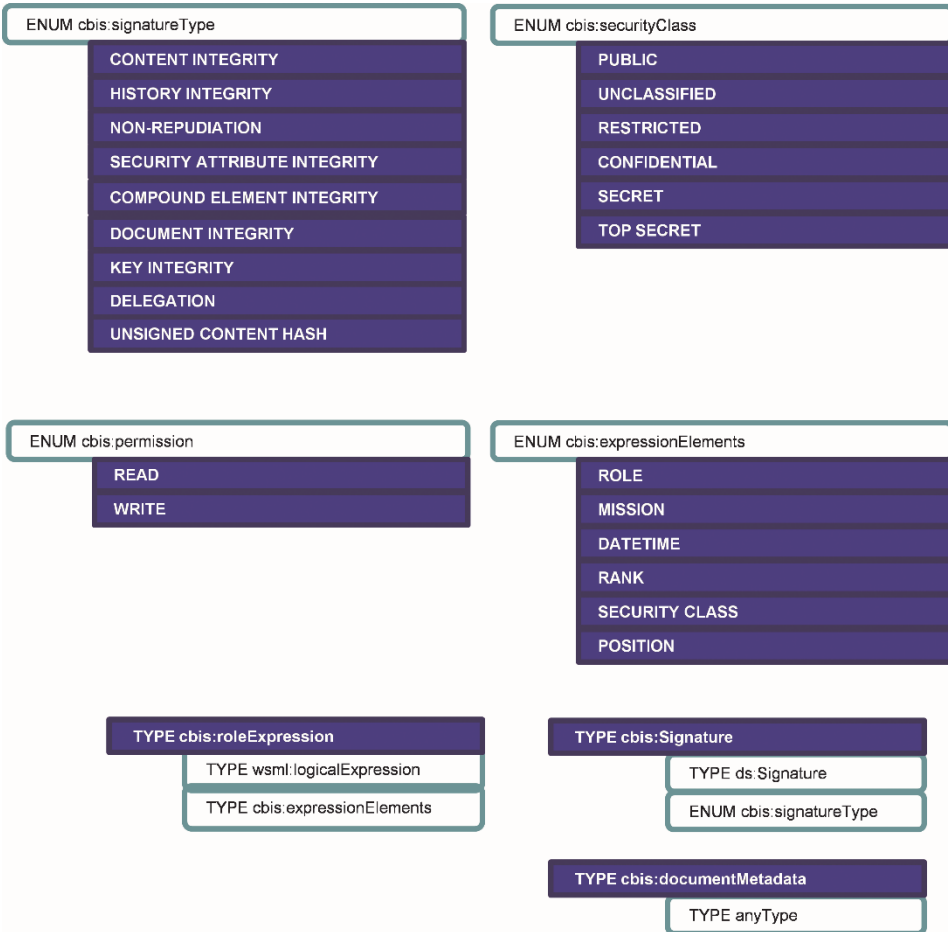 ENUM cbis:signatureType
CONTENT INTEGRITY
HISTORY INTEGRITY
NON-REPUDIATION
SECURITY ATTRIBUTE INTEGRITY
COMPOUND ELEMENT INTEGRITY
DOCUMENT INTEGRITY
KEY INTEGRITY
DELEGATION
UNSIGNED CONTENT HASH
ENUM cbis:securityClass
PUBLIC
UNCLASSIFIED
RESTRICTED
CONFIDENTIAL
SECRET
TOP SECRET
ENUM cbis:permission
READ
WRITE
ENUM cbis:expressionElements
ROLE
MISSION
DATETIME
RANK
SECURITY CLASS
POSITION
TYPE cbis:roleExpression
TYPE wsml:logicalExpression
TYPE cbis:expressionElements
TYPE cbis:Signature
TYPE ds:Signature
ENUM cbis:signatureType
TYPE cbis:documentMetadata
TYPE anyType